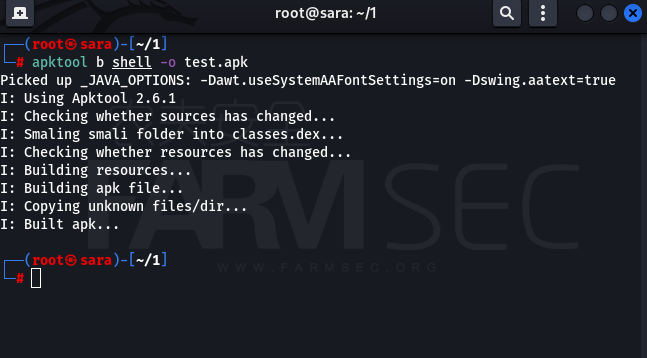 root@sara: ~/1
┌──(root㉿sara)-[~/1]
└─# apktool b shell -o test.apk
Picked up _JAVA_OPTIONS: -Dawt.useSystemAAFontSettings=on -Dswing.aatext=true
I: Using Apktool 2.6.1
I: Checking whether sources has changed...
I: Smaling smali folder into classes.dex...
I: Checking whether resources has changed...
I: Building resources...
I: Building apk file...
I: Copying unknown files/dir...
I: Built apk...
FARMSEC
WWW.FARMSEC.ORG
┌──(root㉿sara)-[~/1]
└─#